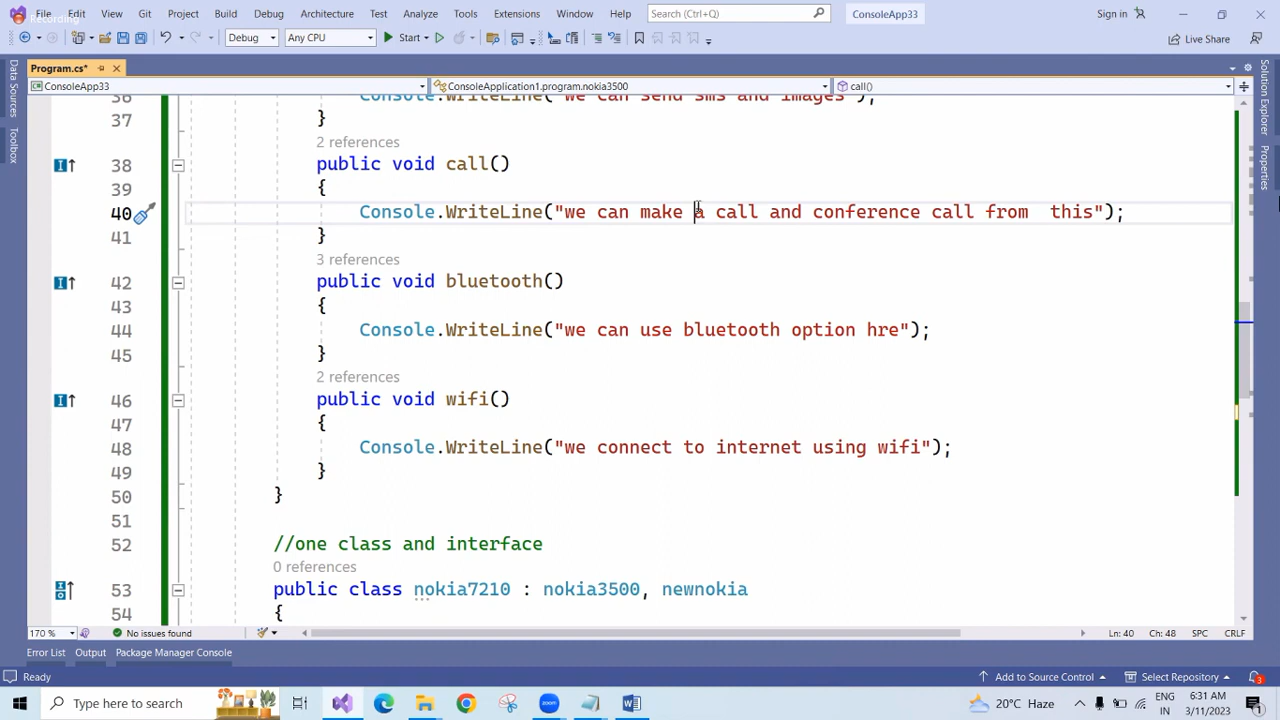 Recording
File Edit View Git Project Build Debug Architecture Test Analyze Tools Extensions Window Help Search (Ctrl+Q) ConsoleApp33 Sign in
Debug Any CPU Start Live Share
Program.cs*
ConsoleApp33 ConsoleApplication1.program.nokia3500 call()
Data Sources
Toolbox
Solution Explorer
Properties
36 Console.WriteLine("we can send sms and images");
37 }
2 references
38 public void call()
39 {
40 Console.WriteLine("we can make a call and conference call from  this");
41 }
3 references
42 public void bluetooth()
43 {
44 Console.WriteLine("we can use bluetooth option hre");
45 }
2 references
46 public void wifi()
47 {
48 Console.WriteLine("we connect to internet using wifi");
49 }
50 }
51
52 //one class and interface
0 references
53 public class nokia7210 : nokia3500, newnokia
54 {
170 % No issues found Ln: 40 Ch: 48 SPC CRLF
Error List Output Package Manager Console
Ready Add to Source Control Select Repository 3
Type here to search 20°C Haze ENG 6:31 AM
IN 3/11/2023 1